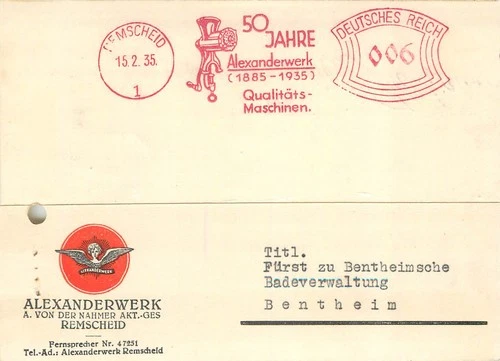 REMSCHEID
15.2.35.
1
50
JAHRE
Alexanderwerk
(1885-1935)
Qualitäts-
Maschinen.
DEUTSCHES REICH
006
ALEXANDERWERK
ALEXANDERWERK
A. VON DER NAHMER AKT.-GES
REMSCHEID
Fernsprecher Nr. 47251
Tel.-Ad.: Alexanderwerk Remscheid
Titl.
Fürst zu Bentheimsche
Badeverwaltung
Bentheim